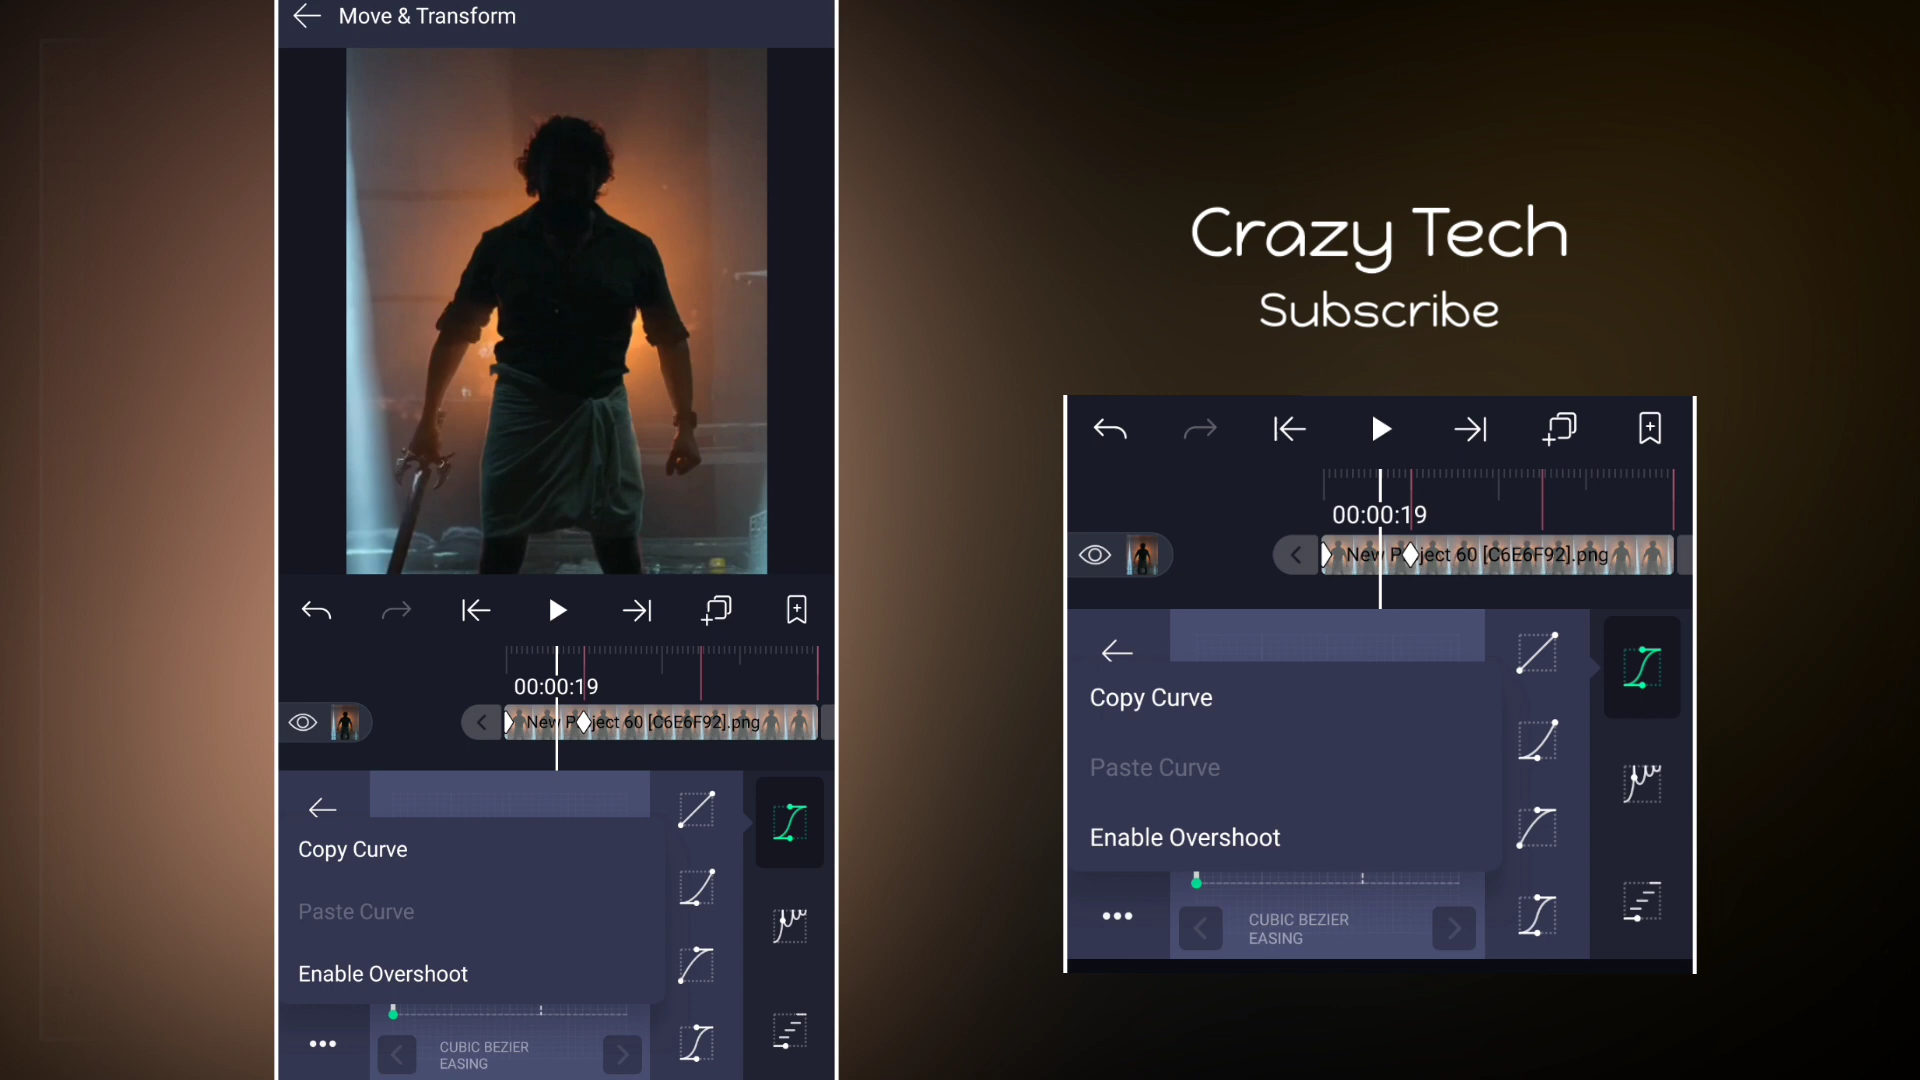 Move & Transform
00:00:19
New Project 60 [C6E6F92].png
Copy Curve
Paste Curve
Enable Overshoot
CUBIC BEZIER
EASING
Crazy Tech
Subscribe
00:00:19
New Project 60 [C6E6F92].png
Copy Curve
Paste Curve
Enable Overshoot
CUBIC BEZIER
EASING